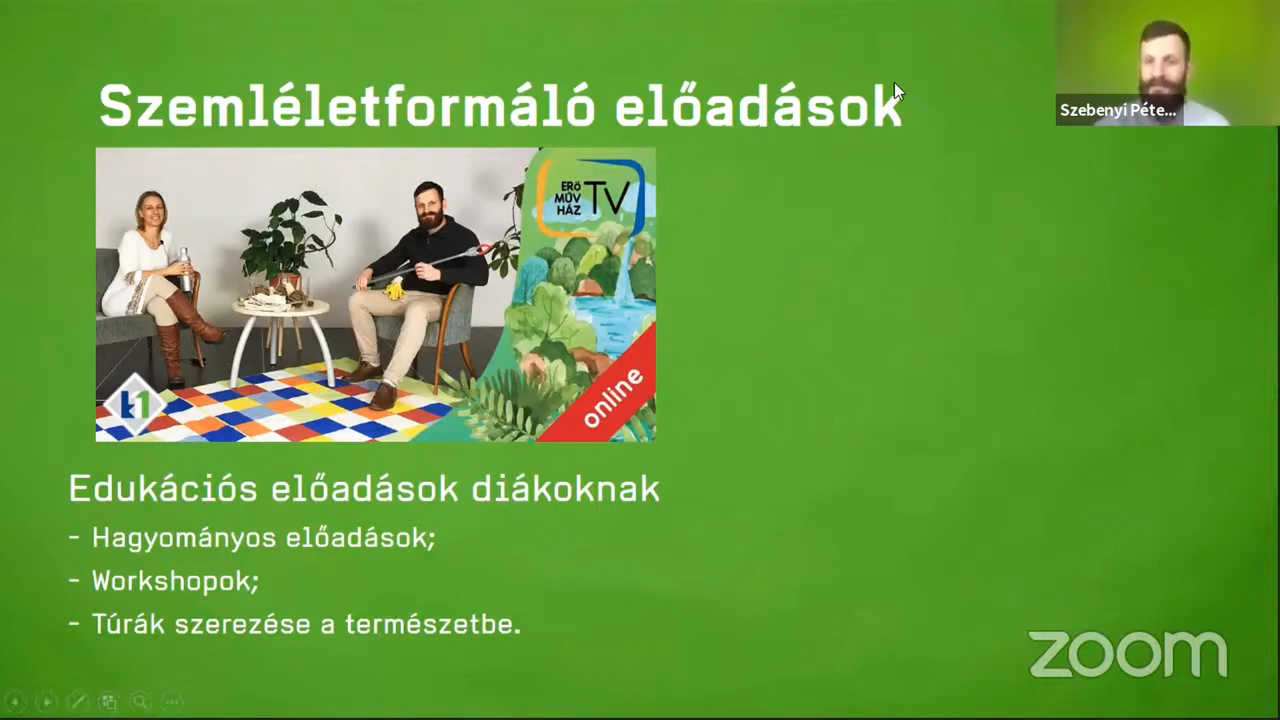 Szemléletformáló előadások
Szebenyi Péte...
ERŐ
MŰV
HÁZ
TV
online
Edukációs előadások diákoknak
- Hagyományos előadások;
- Workshopok;
- Túrák szerezése a természetbe.
zoom